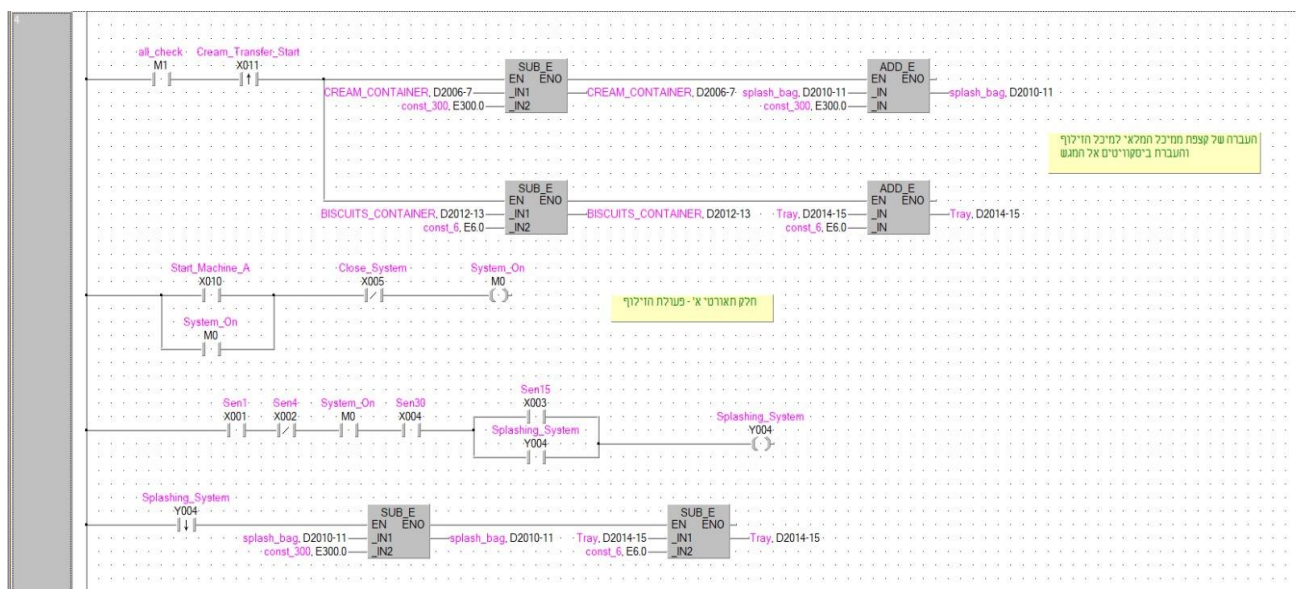 4
all_check Cream_Transfer_Start
M1 X011
SUB_E ADD_E
EN ENO EN ENO
CREAM_CONTAINER, D2006-7 _IN1 CREAM_CONTAINER, D2006-7 splash_bag, D2010-11 _IN splash_bag, D2010-11
const_300, E300.0 _IN2 const_300, E300.0 _IN
העברה של קצפת ממיכל המלאי למיכל הזילוף
והעברת ביסקוויטים אל המגש
SUB_E ADD_E
EN ENO EN ENO
BISCUITS_CONTAINER, D2012-13 _IN1 BISCUITS_CONTAINER, D2012-13 Tray, D2014-15 _IN Tray, D2014-15
const_6, E6.0 _IN2 const_6, E6.0 _IN
Start_Machine_A Close_System System_On
X010 X005 M0
חלק תאורטי א' - פעולת הזילוף
System_On
M0
Sen15
X003
Sen1 Sen4 System_On Sen30
X001 X002 M0 X004
Splashing_System Splashing_System
Y004 Y004
Splashing_System
Y004
SUB_E SUB_E
EN ENO EN ENO
splash_bag, D2010-11 _IN1 splash_bag, D2010-11 Tray, D2014-15 _IN1 Tray, D2014-15
const_300, E300.0 _IN2 const_6, E6.0 _IN2